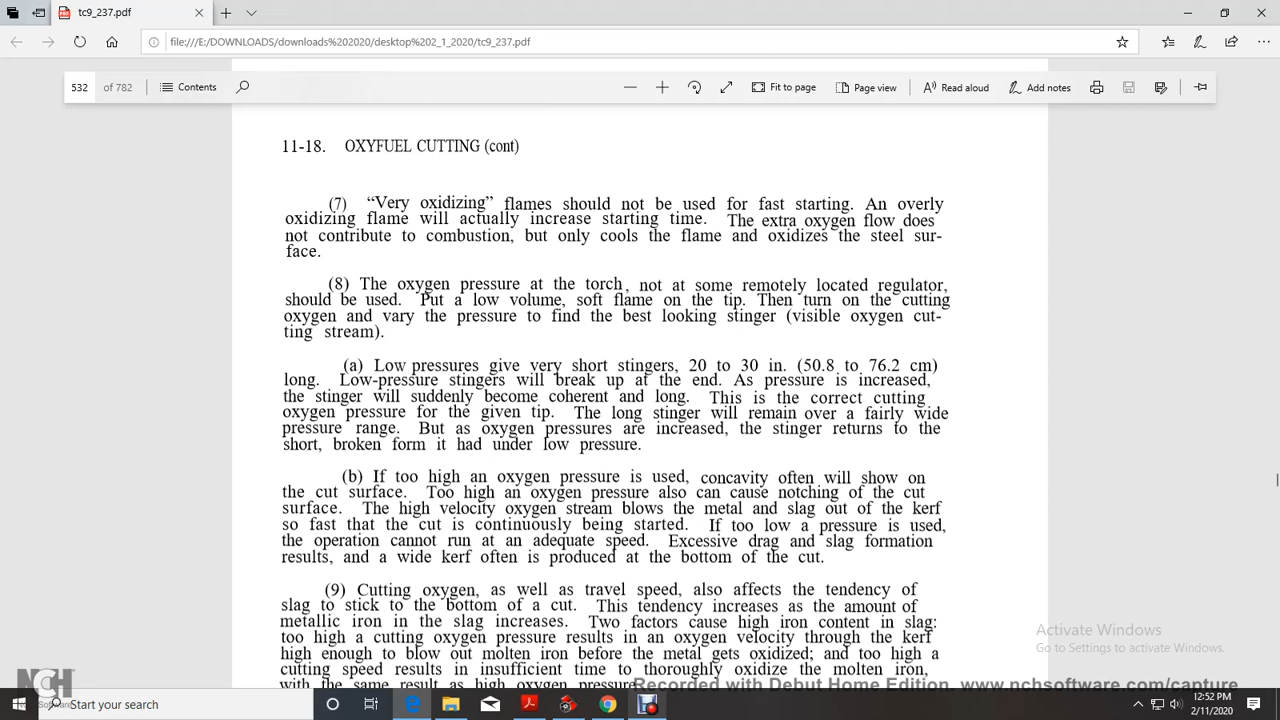 tc9_237.pdf
file:///E:/DOWNLOADS/downloads%202020/desktop%202_1_2020/tc9_237.pdf
532 of 782 Contents Fit to page Page view Read aloud Add notes
11-18. OXYFUEL CUTTING (cont)
(7) “Very oxidizing” flames should not be used for fast starting. An overly
oxidizing flame will actually increase starting time. The extra oxygen flow does
not contribute to combustion, but only cools the flame and oxidizes the steel sur-
face.
(8) The oxygen pressure at the torch, not at some remotely located regulator,
should be used. Put a low volume, soft flame on the tip. Then turn on the cutting
oxygen and vary the pressure to find the best looking stinger (visible oxygen cut-
ting stream).
(a) Low pressures give very short stingers, 20 to 30 in. (50.8 to 76.2 cm)
long. Low-pressure stingers will break up at the end. As pressure is increased,
the stinger will suddenly become coherent and long. This is the correct cutting
oxygen pressure for the given tip. The long stinger will remain over a fairly wide
pressure range. But as oxygen pressures are increased, the stinger returns to the
short, broken form it had under low pressure.
(b) If too high an oxygen pressure is used, concavity often will show on
the cut surface. Too high an oxygen pressure also can cause notching of the cut
surface. The high velocity oxygen stream blows the metal and slag out of the kerf
so fast that the cut is continuously being started. If too low a pressure is used,
the operation cannot run at an adequate speed. Excessive drag and slag formation
results, and a wide kerf often is produced at the bottom of the cut.
(9) Cutting oxygen, as well as travel speed, also affects the tendency of
slag to stick to the bottom of a cut. This tendency increases as the amount of
metallic iron in the slag increases. Two factors cause high iron content in slag:
too high a cutting oxygen pressure results in an oxygen velocity through the kerf
high enough to blow out molten iron before the metal gets oxidized; and too high a
cutting speed results in insufficient time to thoroughly oxidize the molten iron,
with the same result as high oxygen pressure
Activate Windows
Go to Settings to activate Windows.
NCH
Software
Recorded with Debut Home Edition. www.nchsoftware.com/capture
Start your search
12:52 PM
2/11/2020